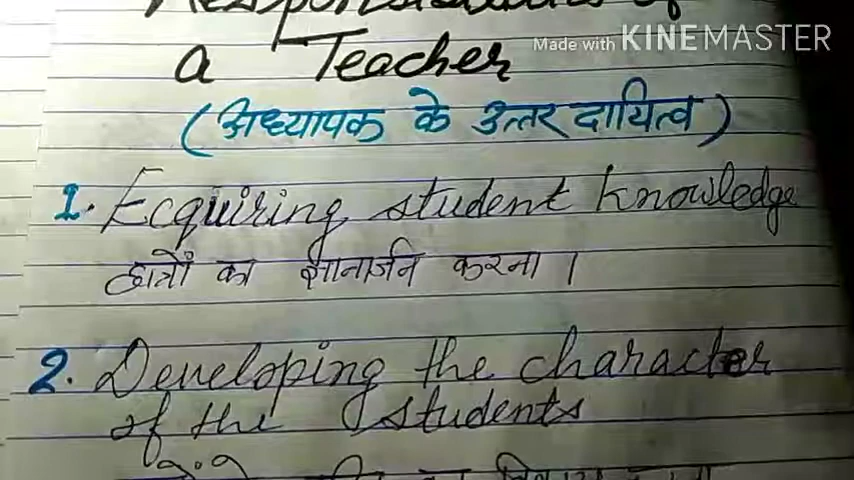 Made with KINEMASTER
a Teacher
(अध्यापक के उत्तर दायित्व)
1. Ecquiring student knowledge
छात्रों का ज्ञानार्जन करना ।
2. Developing the character
of the students